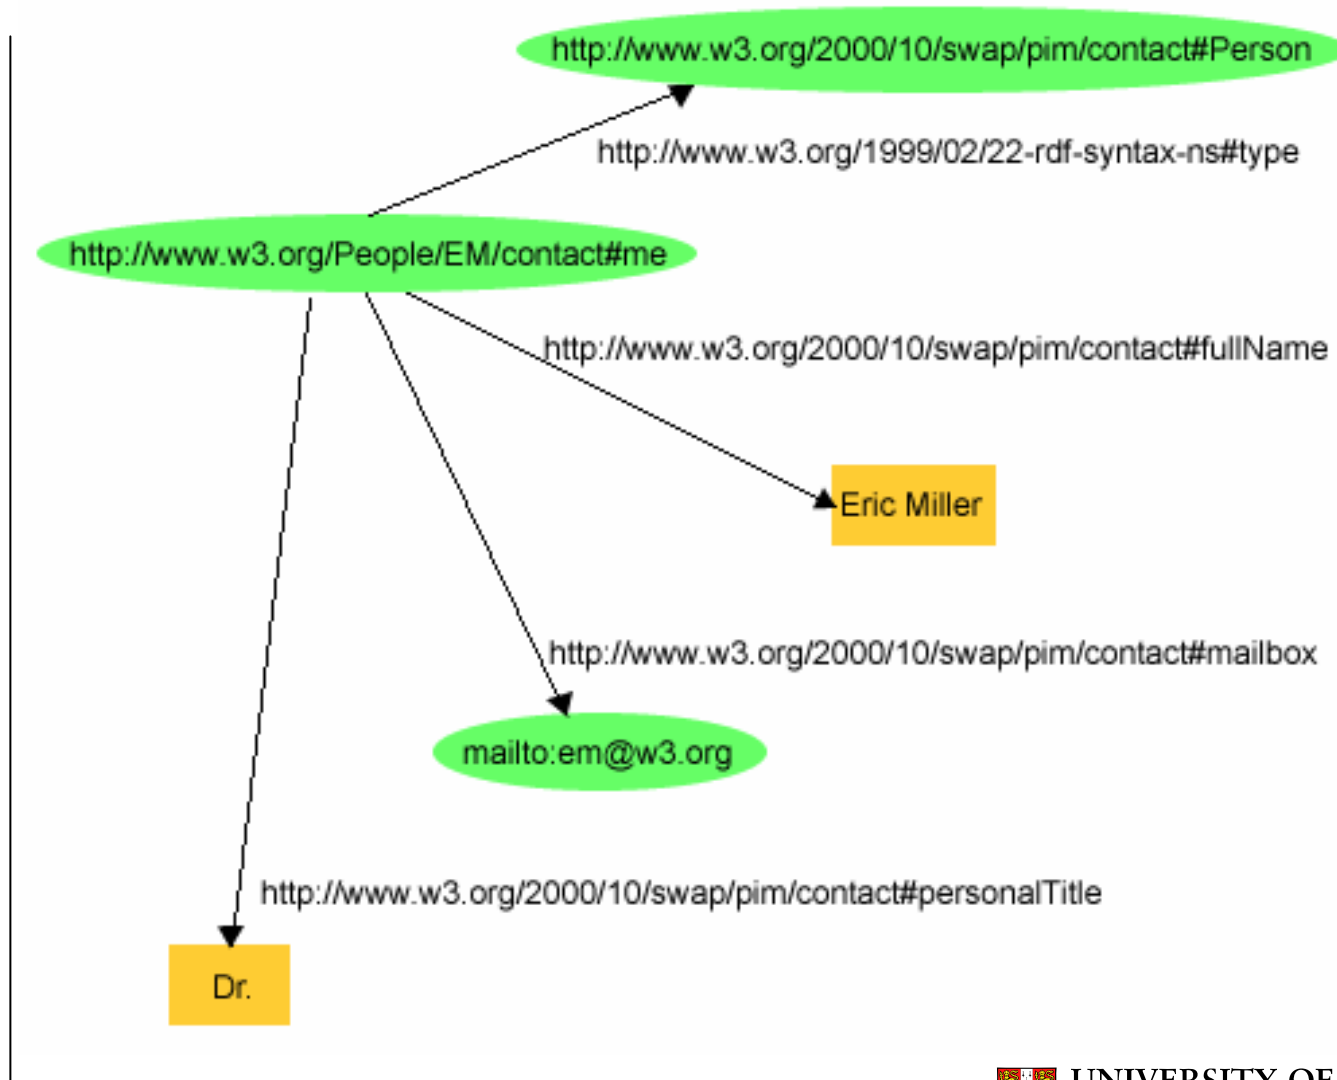 http://www.w3.org/2000/10/swap/pim/contact#Person
http://www.w3.org/1999/02/22-rdf-syntax-ns#type
http://www.w3.org/People/EM/contact#me
http://www.w3.org/2000/10/swap/pim/contact#fullName
Eric Miller
http://www.w3.org/2000/10/swap/pim/contact#mailbox
mailto:em@w3.org
http://www.w3.org/2000/10/swap/pim/contact#personalTitle
Dr.
UNIVERSITY OF